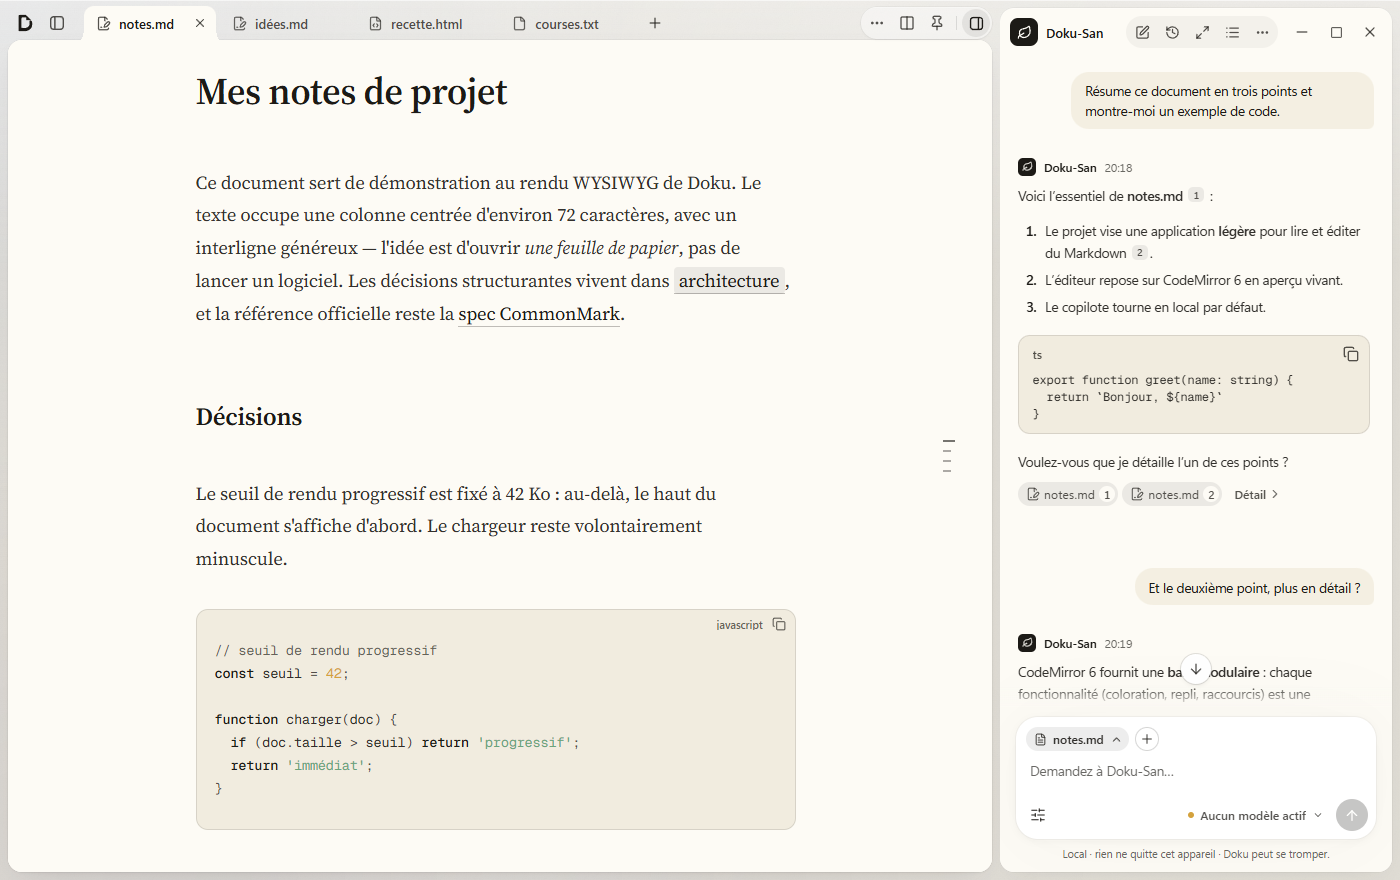 notes.md
idées.md
recette.html
courses.txt
Mes notes de projet
Ce document sert de démonstration au rendu WYSIWYG de Doku. Le
texte occupe une colonne centrée d'environ 72 caractères, avec un
interligne généreux — l'idée est d'ouvrir une feuille de papier, pas de
lancer un logiciel. Les décisions structurantes vivent dans architecture ,
et la référence officielle reste la spec CommonMark.
Décisions
Le seuil de rendu progressif est fixé à 42 Ko : au-delà, le haut du
document s'affiche d'abord. Le chargeur reste volontairement
minuscule.
javascript
// seuil de rendu progressif
const seuil = 42;
function charger(doc) {
  if (doc.taille > seuil) return 'progressif';
  return 'immédiat';
}
Doku-San
Résume ce document en trois points et
montre-moi un exemple de code.
Doku-San 20:18
Voici l’essentiel de notes.md 1 :
1. Le projet vise une application légère pour lire et éditer
du Markdown 2 .
2. L’éditeur repose sur CodeMirror 6 en aperçu vivant.
3. Le copilote tourne en local par défaut.
ts
export function greet(name: string) {
  return `Bonjour, ${name}`
}
Voulez-vous que je détaille l’un de ces points ?
notes.md 1 notes.md 2 Détail
Et le deuxième point, plus en détail ?
Doku-San 20:19
CodeMirror 6 fournit une : chaque
fonctionnalité (coloration, repli, raccourcis) est une
notes.md
Demandez à Doku-San...
Aucun modèle actif
Local · rien ne quitte cet appareil · Doku peut se tromper.